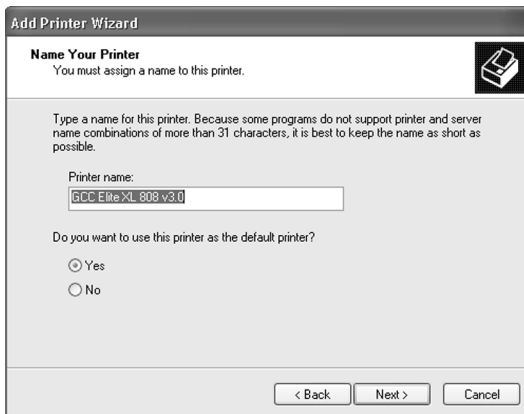 Add Printer Wizard
Name Your Printer
You must assign a name to this printer.
Type a name for this printer. Because some programs do not support printer and server
name combinations of more than 31 characters, it is best to keep the name as short as
possible.
Printer name:
GCC Elite XL 808 v3.0
Do you want to use this printer as the default printer?
Yes
No
< Back Next > Cancel